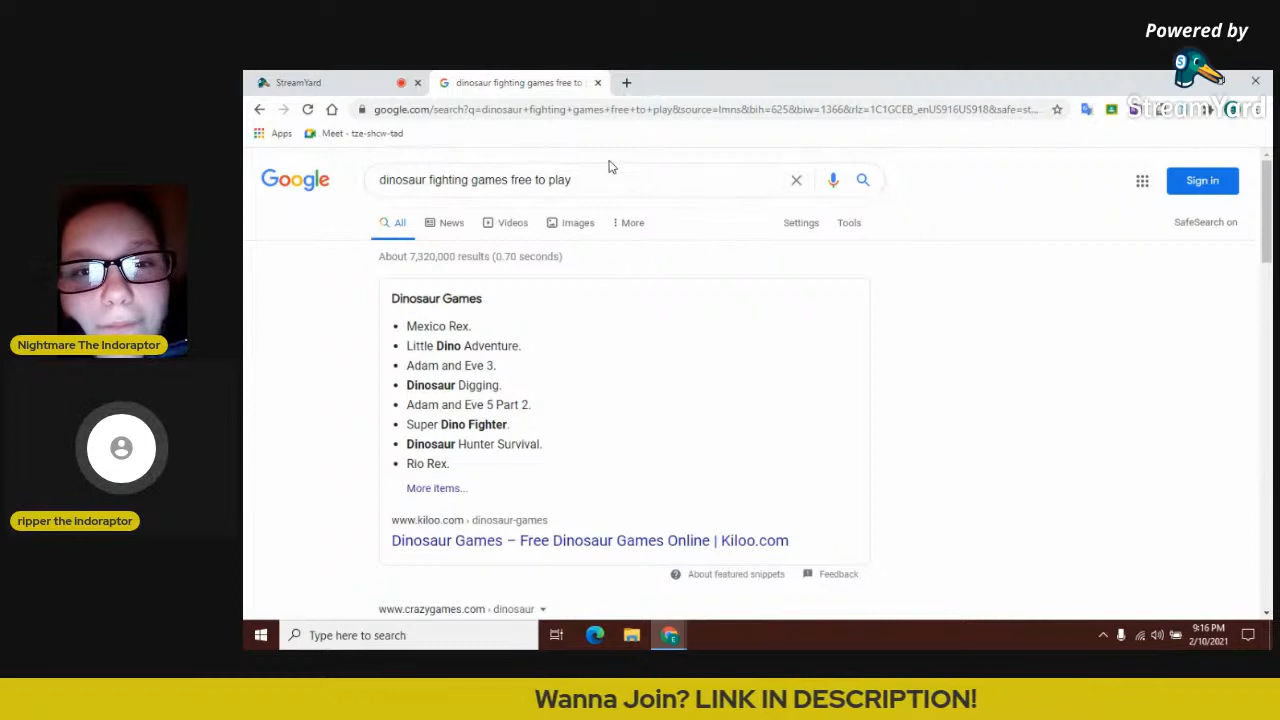 Powered by
StreamYard
StreamYard
dinosaur fighting games free to
google.com/search?q=dinosaur+fighting+games+free+to+play&source=lmns&bih=625&biw=1366&rlz=1C1GCEB_enUS916US918&safe=st...
Apps
Meet - tze-shcw-tad
Google
dinosaur fighting games free to play
Sign in
All
News
Videos
Images
More
Settings
Tools
SafeSearch on
About 7,320,000 results (0.70 seconds)
Dinosaur Games
Mexico Rex.
Little Dino Adventure.
Adam and Eve 3.
Dinosaur Digging.
Adam and Eve 5 Part 2.
Super Dino Fighter.
Dinosaur Hunter Survival.
Rio Rex.
More items...
www.kiloo.com › dinosaur-games
Dinosaur Games – Free Dinosaur Games Online | Kiloo.com
About featured snippets
Feedback
www.crazygames.com › dinosaur
Nightmare The Indoraptor
ripper the indoraptor
Type here to search
9:16 PM
2/10/2021
Wanna Join? LINK IN DESCRIPTION!